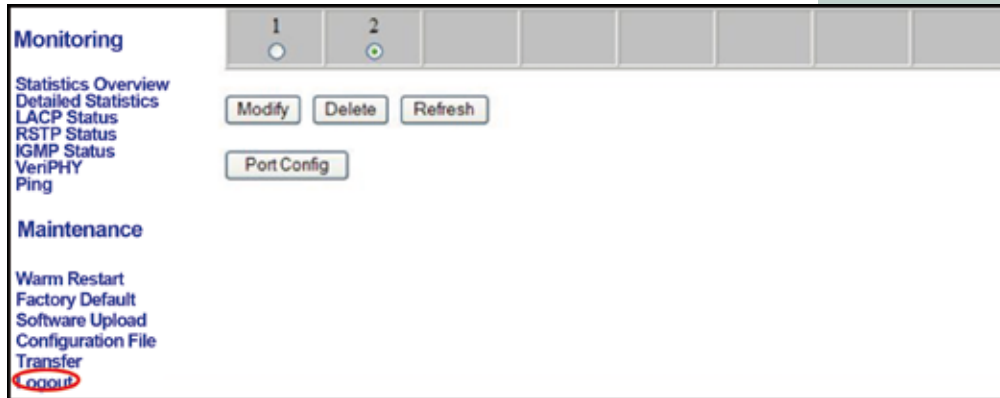 Monitoring
1 2
Statistics Overview
Detailed Statistics
LACP Status
RSTP Status
IGMP Status
VeriPHY
Ping
Modify Delete Refresh
Port Config
Maintenance
Warm Restart
Factory Default
Software Upload
Configuration File
Transfer
Logout